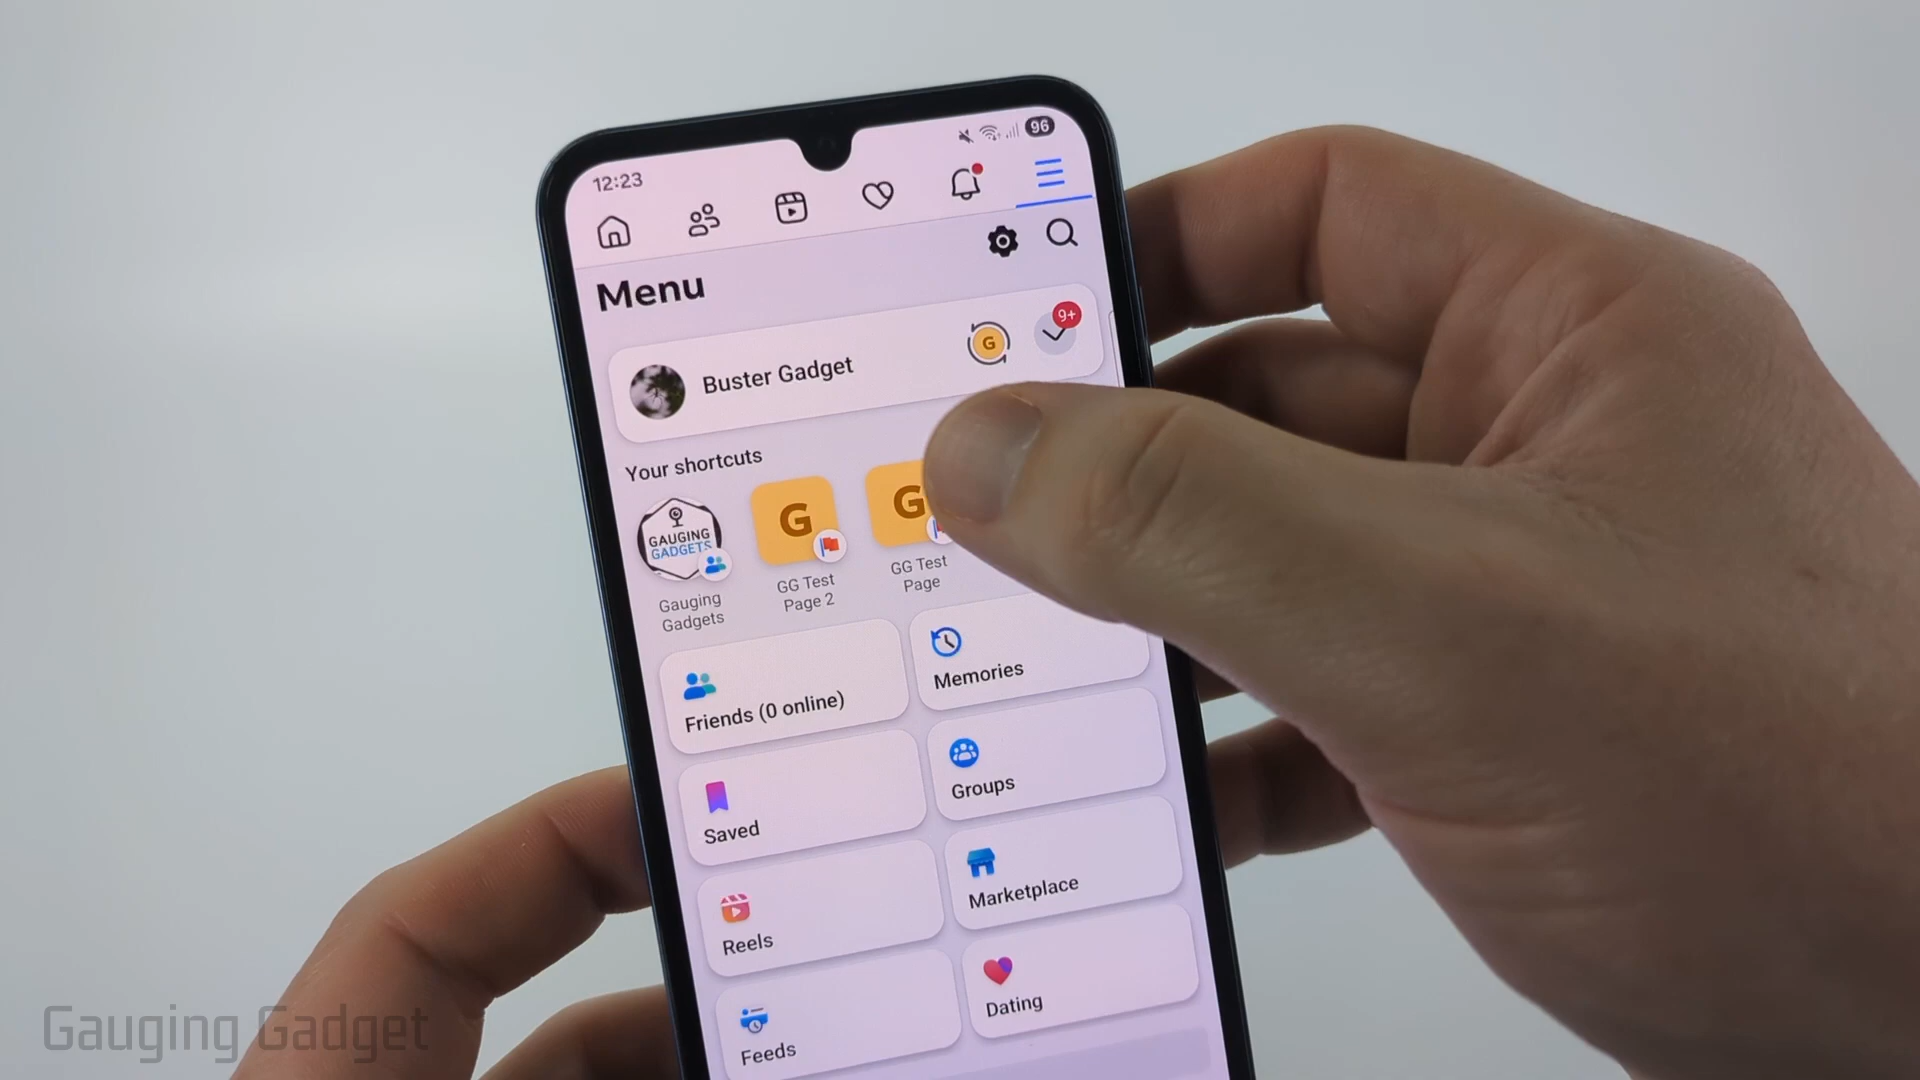 12:23
96
Menu
9+
G
Buster Gadget
Your shortcuts
GAUGING
GADGETS
G
G
Gauging
Gadgets
GG Test
Page 2
GG Test
Page
Friends (0 online)
Memories
Saved
Groups
Reels
Marketplace
Feeds
Dating
Gauging Gadget